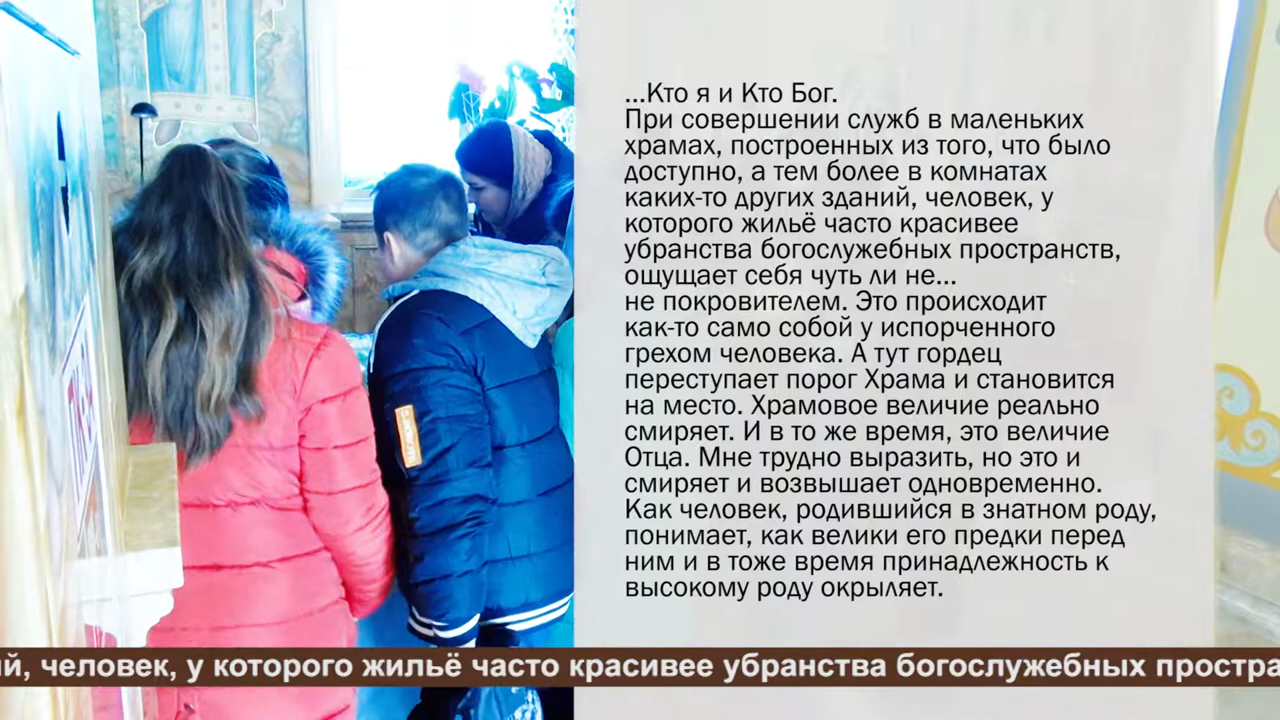 ...Кто я и Кто Бог.
При совершении служб в маленьких
храмах, построенных из того, что было
доступно, а тем более в комнатах
каких-то других зданий, человек, у
которого жильё часто красивее
убранства богослужебных пространств,
ощущает себя чуть ли не...
не покровителем. Это происходит
как-то само собой у испорченного
грехом человека. А тут гордец
переступает порог Храма и становится
на место. Храмовое величие реально
смиряет. И в то же время, это величие
Отца. Мне трудно выразить, но это и
смиряет и возвышает одновременно.
Как человек, родившийся в знатном роду,
понимает, как велики его предки перед
ним и в тоже время принадлежность к
высокому роду окрыляет.
ий, человек, у которого жильё часто красивее убранства богослужебных простра